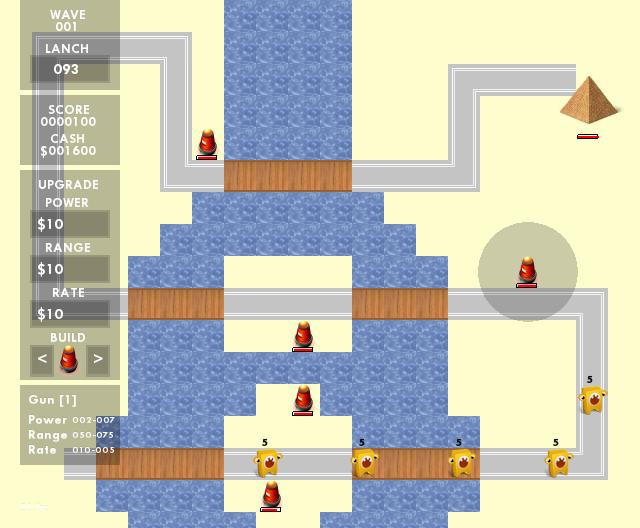 WAVE
001
LANCH
093
SCORE
0000100
CASH
$001600
UPGRADE
POWER
$10
RANGE
$10
RATE
$10
BUILD
< >
Gun [1]
Power 002-007
Range 050-075
Rate 010-005
5
5
5
5
5